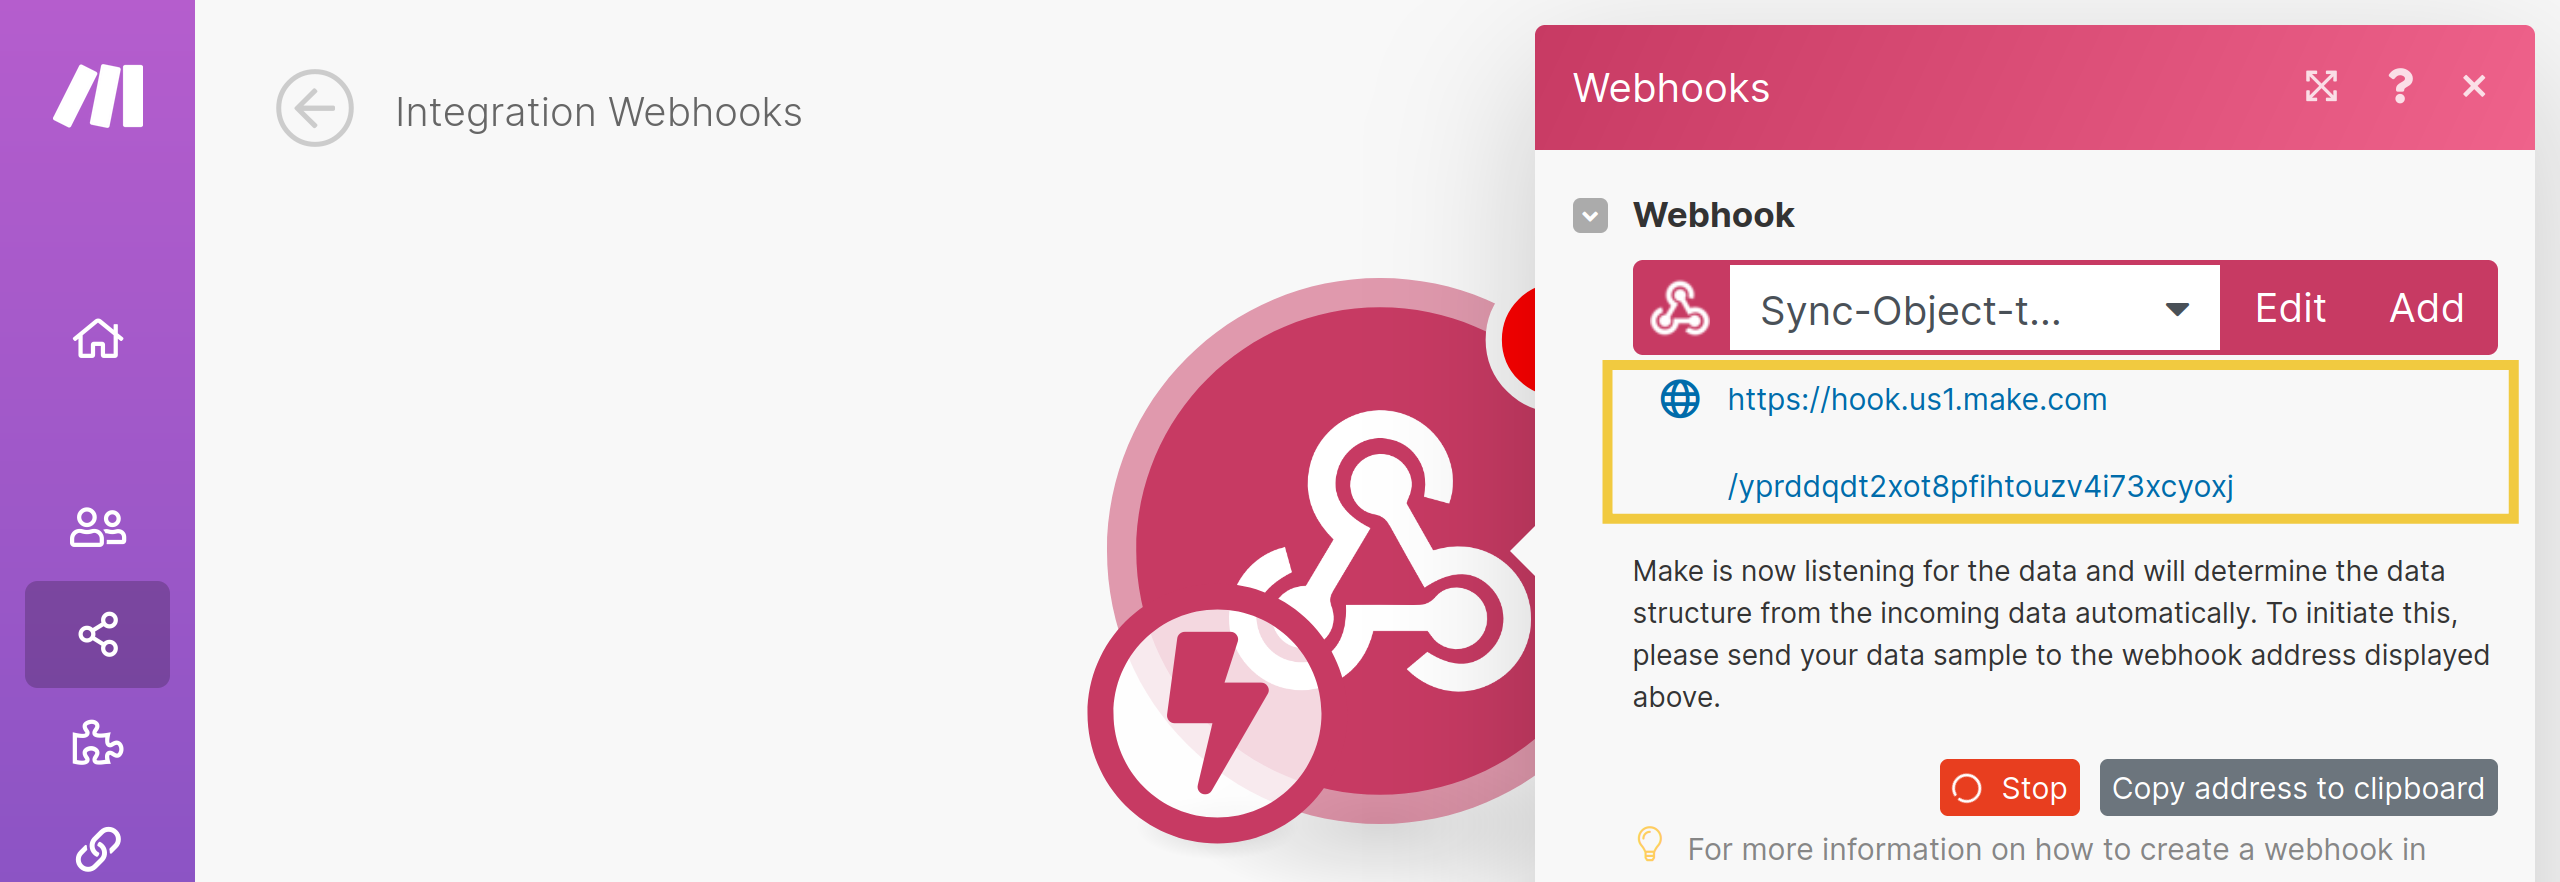 Integration Webhooks
Webhooks
Webhook
Sync-Object-t...
Edit
Add
https://hook.us1.make.com
/yprddqdt2xot8pfihtouzv4i73xcyoxj
Make is now listening for the data and will determine the data
structure from the incoming data automatically. To initiate this,
please send your data sample to the webhook address displayed
above.
Stop
Copy address to clipboard
For more information on how to create a webhook in